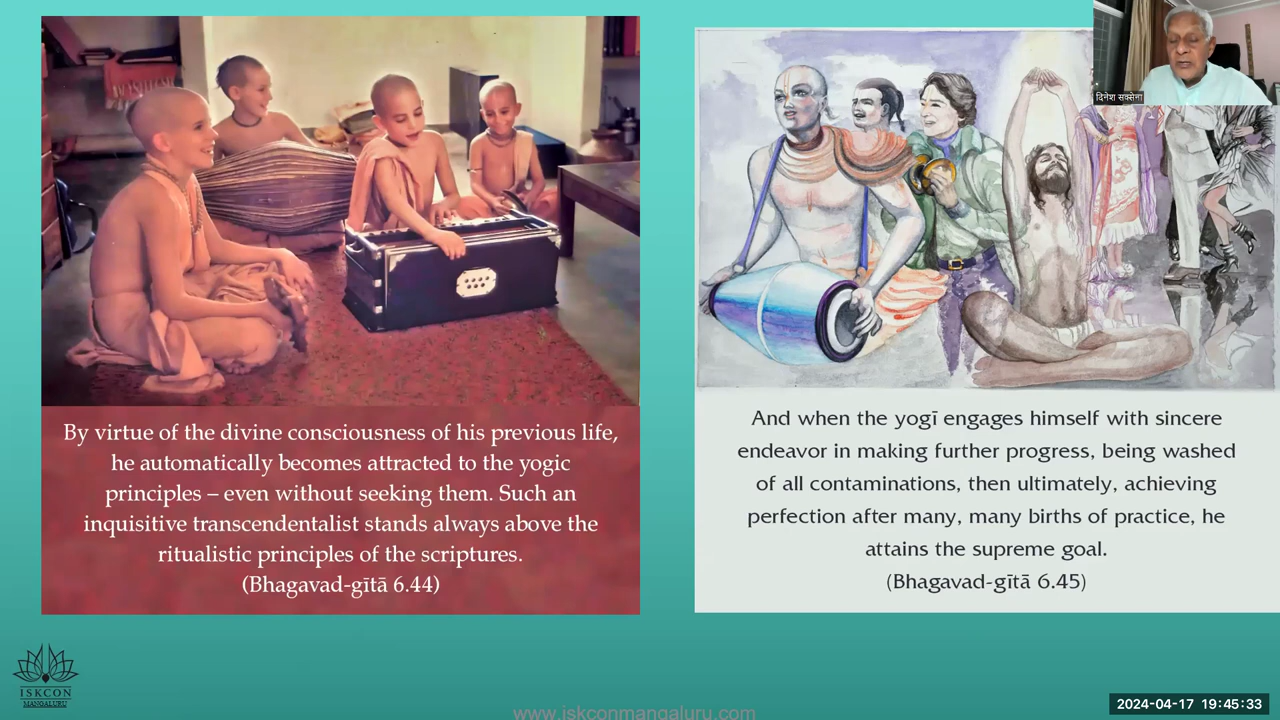 दिनेश सक्सेना
By virtue of the divine consciousness of his previous life,
he automatically becomes attracted to the yogic
principles – even without seeking them. Such an
inquisitive transcendentalist stands always above the
ritualistic principles of the scriptures.
(Bhagavad-gītā 6.44)
And when the yogī engages himself with sincere
endeavor in making further progress, being washed
of all contaminations, then ultimately, achieving
perfection after many, many births of practice, he
attains the supreme goal.
(Bhagavad-gītā 6.45)
ISKCON
MANGALURU
www.iskconmangaluru.com
2024-04-17 19:45:33